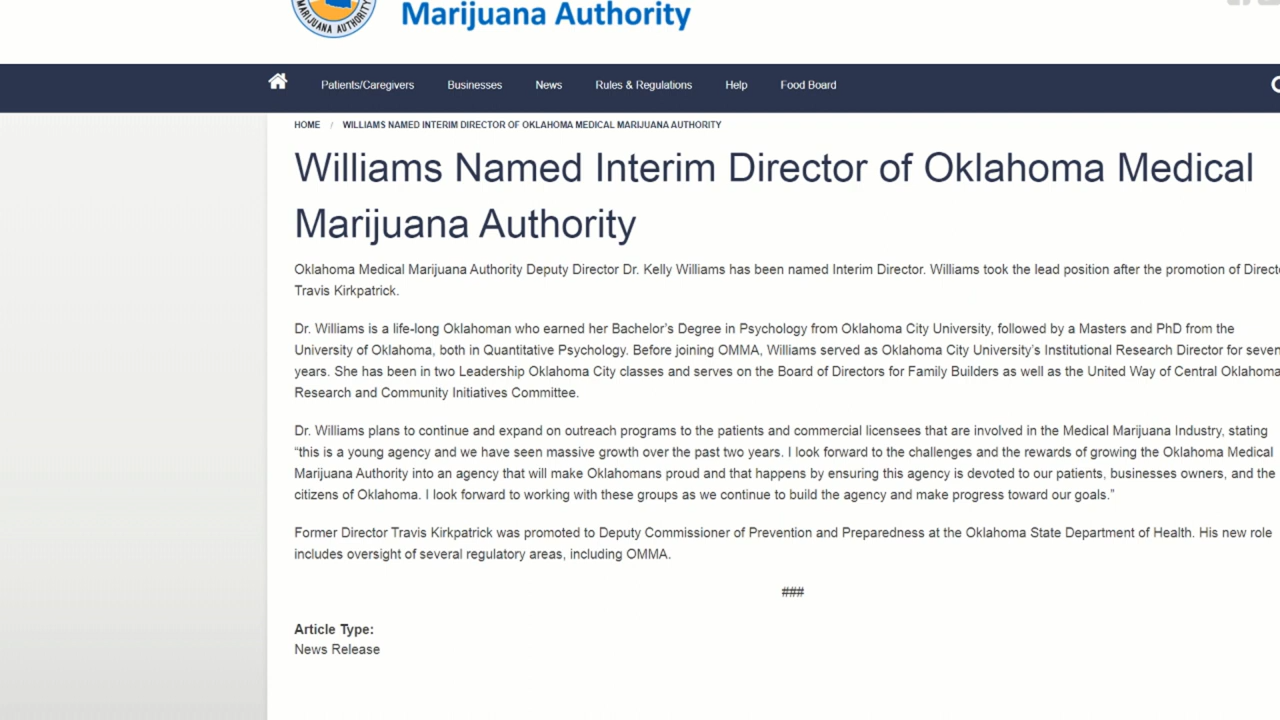 MARIJUANA AUTHORITY
Marijuana Authority
Patients/Caregivers Businesses News Rules & Regulations Help Food Board
HOME / WILLIAMS NAMED INTERIM DIRECTOR OF OKLAHOMA MEDICAL MARIJUANA AUTHORITY
Williams Named Interim Director of Oklahoma Medical
Marijuana Authority
Oklahoma Medical Marijuana Authority Deputy Director Dr. Kelly Williams has been named Interim Director. Williams took the lead position after the promotion of Directo
Travis Kirkpatrick.
Dr. Williams is a life-long Oklahoman who earned her Bachelor's Degree in Psychology from Oklahoma City University, followed by a Masters and PhD from the
University of Oklahoma, both in Quantitative Psychology. Before joining OMMA, Williams served as Oklahoma City University's Institutional Research Director for seven
years. She has been in two Leadership Oklahoma City classes and serves on the Board of Directors for Family Builders as well as the United Way of Central Oklahoma
Research and Community Initiatives Committee.
Dr. Williams plans to continue and expand on outreach programs to the patients and commercial licensees that are involved in the Medical Marijuana Industry, stating
“this is a young agency and we have seen massive growth over the past two years. I look forward to the challenges and the rewards of growing the Oklahoma Medical
Marijuana Authority into an agency that will make Oklahomans proud and that happens by ensuring this agency is devoted to our patients, businesses owners, and the
citizens of Oklahoma. I look forward to working with these groups as we continue to build the agency and make progress toward our goals.”
Former Director Travis Kirkpatrick was promoted to Deputy Commissioner of Prevention and Preparedness at the Oklahoma State Department of Health. His new role
includes oversight of several regulatory areas, including OMMA.
###
Article Type:
News Release